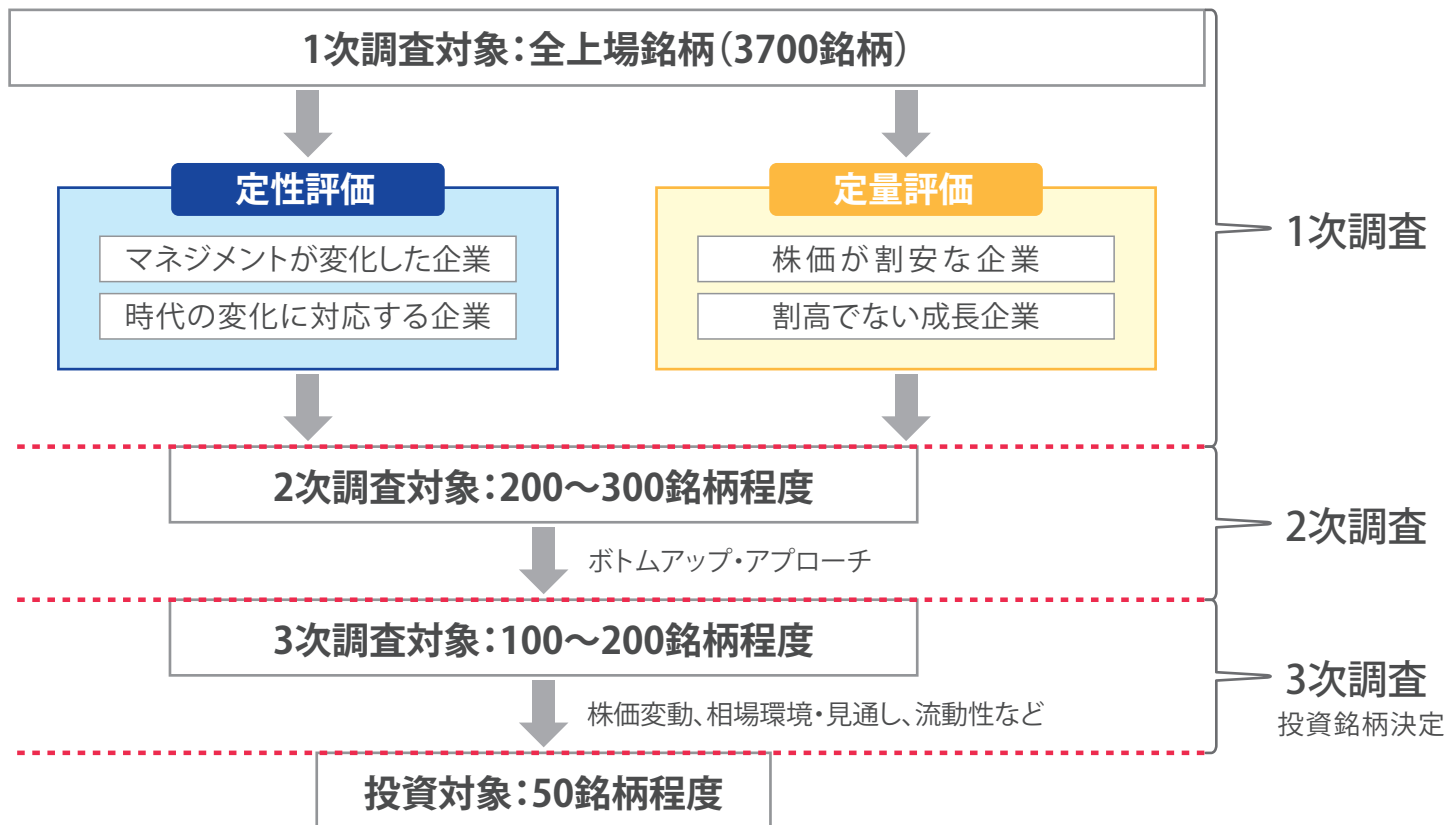 1次調査対象：全上場銘柄（3700銘柄）
定性評価
マネジメントが変化した企業
時代の変化に対応する企業
定量評価
株価が割安な企業
割高でない成長企業
1次調査
2次調査対象：200～300銘柄程度
ボトムアップ・アプローチ
2次調査
3次調査対象：100～200銘柄程度
株価変動、相場環境・見通し、流動性など
3次調査
投資銘柄決定
投資対象：50銘柄程度